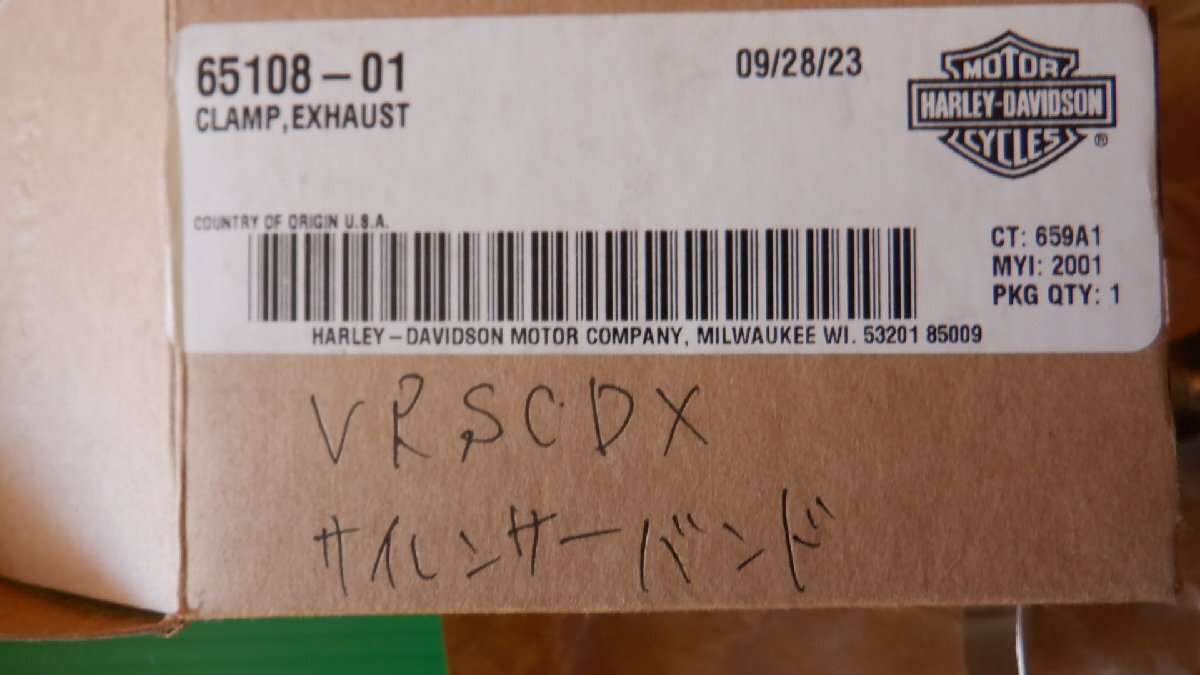 65108-01
09/28/23
CLAMP,EXHAUST
MOTOR
HARLEY-DAVIDSON
CYCLES
®
COUNTRY OF ORIGIN U.S.A.
CT: 659A1
MYI: 2001
PKG QTY: 1
HARLEY-DAVIDSON MOTOR COMPANY, MILWAUKEE WI. 53201 85009
VRSCDX
サイレンサーバンド